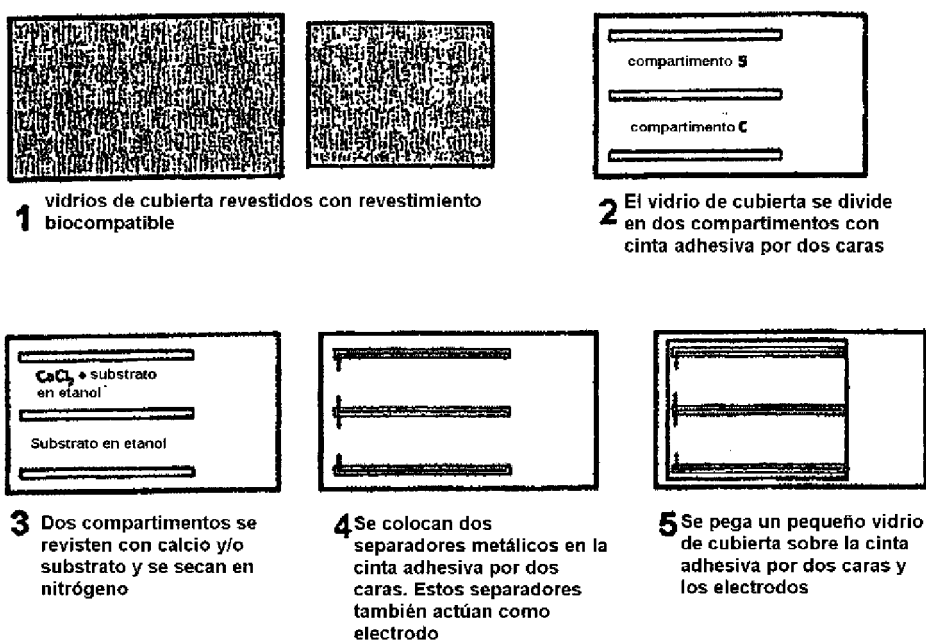 1 vidrios de cubierta revestidos con revestimiento
biocompatible
compartimento S
compartimento C
2 El vidrio de cubierta se divide
en dos compartimentos con
cinta adhesiva por dos caras
CaCl₂ + substrato
en etanol
Substrato en etanol
3 Dos compartimentos se
revisten con calcio y/o
substrato y se secan en
nitrógeno
4 Se colocan dos
separadores metálicos en la
cinta adhesiva por dos
caras. Estos separadores
también actúan como
electrodo
5 Se pega un pequeño vidrio
de cubierta sobre la cinta
adhesiva por dos caras y
los electrodos